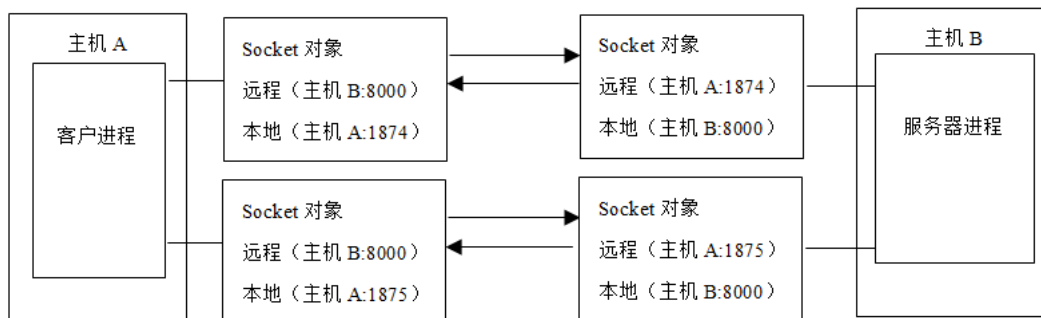 主机 A
客户进程
Socket 对象
远程（主机 B:8000）
本地（主机 A:1874）
Socket 对象
远程（主机 A:1874）
本地（主机 B:8000）
主机 B
服务器进程
Socket 对象
远程（主机 B:8000）
本地（主机 A:1875）
Socket 对象
远程（主机 A:1875）
本地（主机 B:8000）